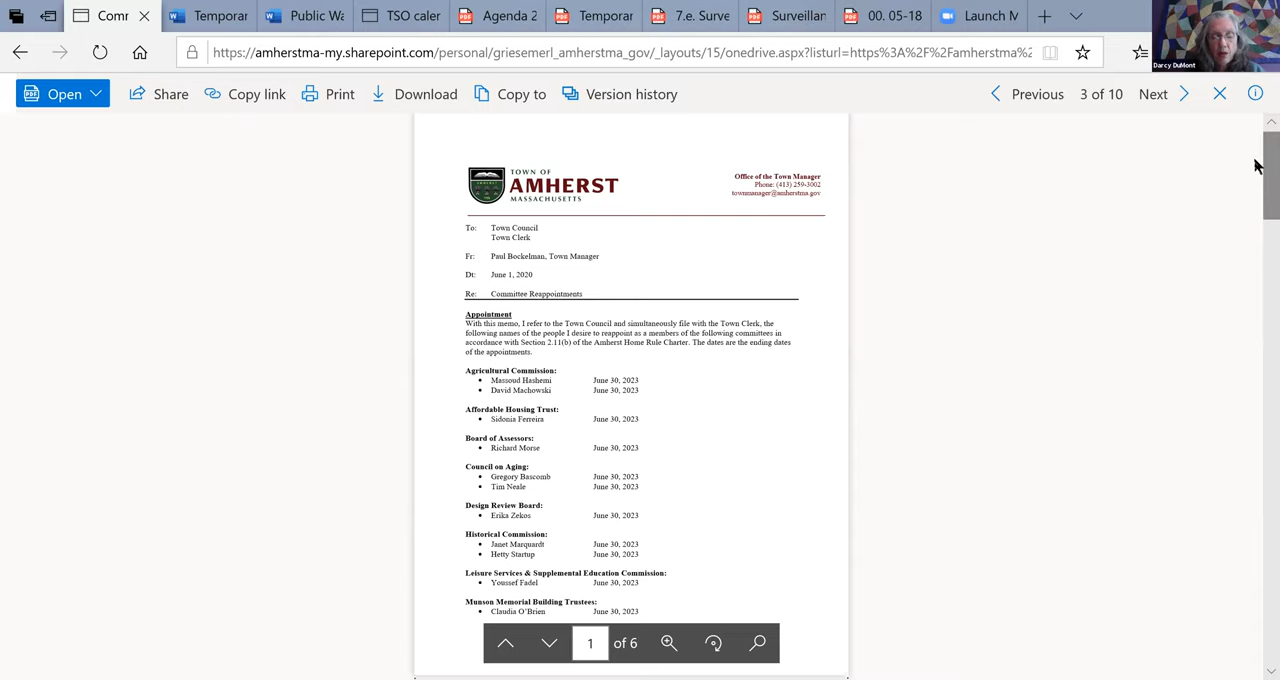 Comm
Temporar
Public Wa
TSO caler
Agenda 2
Temporar
7.e. Surve
Surveillan
00. 05-18
Launch M
https://amherstma-my.sharepoint.com/personal/griesemerl_amherstma_gov/_layouts/15/onedrive.aspx?listurl=https%3A%2F%2Famherstma%2
Darcy DuMont
Open
Share
Copy link
Print
Download
Copy to
Version history
Previous
3 of 10
Next
TOWN OF
AMHERST
MASSACHUSETTS
Office of the Town Manager
Phone: (413) 259-3002
townmanager@amherstma.gov
To: Town Council
Town Clerk
Fr: Paul Bockelman, Town Manager
Dt: June 1, 2020
Re: Committee Reappointments
Appointment
With this memo, I refer to the Town Council and simultaneously file with the Town Clerk, the
following names of the people I desire to reappoint as a members of the following committees in
accordance with Section 2.11(b) of the Amherst Home Rule Charter. The dates are the ending dates
of the appointments.
Agricultural Commission:
• Massoud Hashemi June 30, 2023
• David Machowski June 30, 2023
Affordable Housing Trust:
• Sidonia Ferreira June 30, 2023
Board of Assessors:
• Richard Morse June 30, 2023
Council on Aging:
• Gregory Bascomb June 30, 2023
• Tim Neale June 30, 2023
Design Review Board:
• Erika Zekos June 30, 2023
Historical Commission:
• Janet Marquardt June 30, 2023
• Hetty Startup June 30, 2023
Leisure Services & Supplemental Education Commission:
• Youssef Fadel June 30, 2023
Munson Memorial Building Trustees:
• Claudia O'Brien June 30, 2023
1 of 6